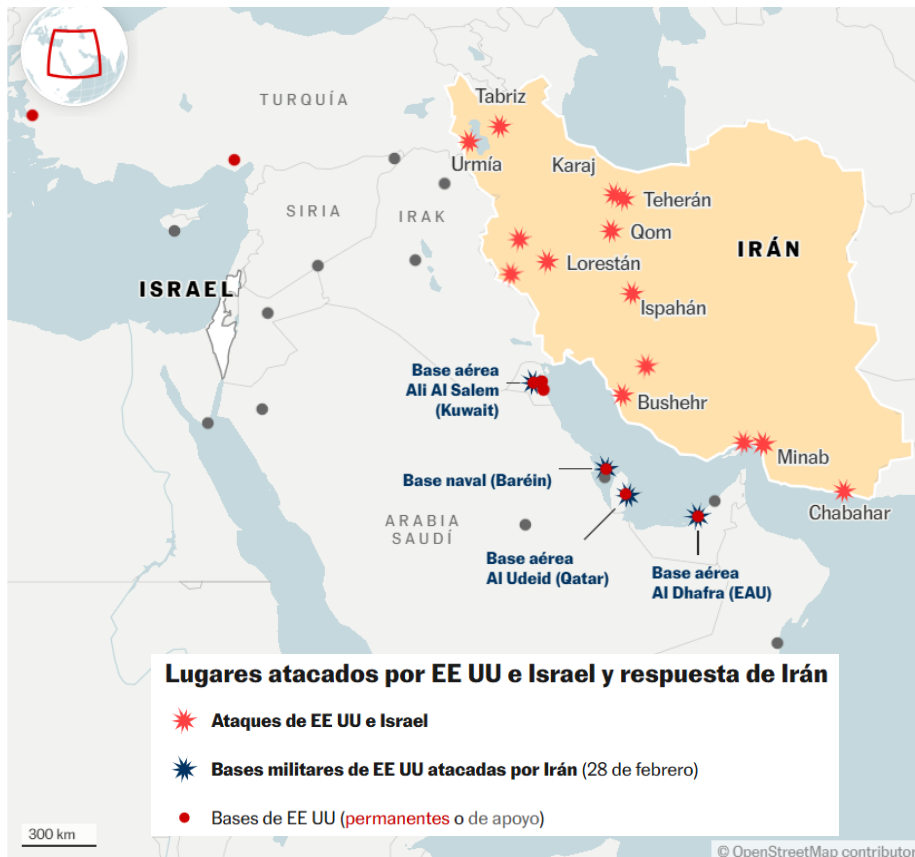 TURQUÍA
Tabriz
Urmía
Karaj
Teherán
SIRIA
IRAK
Qom
IRÁN
Lorestán
ISRAEL
Ispahán
Base aérea
Ali Al Salem
(Kuwait)
Bushehr
Minab
Base naval (Baréin)
Chabahar
ARABIA
SAUDÍ
Base aérea
Al Udeid (Qatar)
Base aérea
Al Dhafra (EAU)
Lugares atacados por EE UU e Israel y respuesta de Irán
Ataques de EE UU e Israel
Bases militares de EE UU atacadas por Irán (28 de febrero)
Bases de EE UU (permanentes o de apoyo)
300 km
© OpenStreetMap contributor